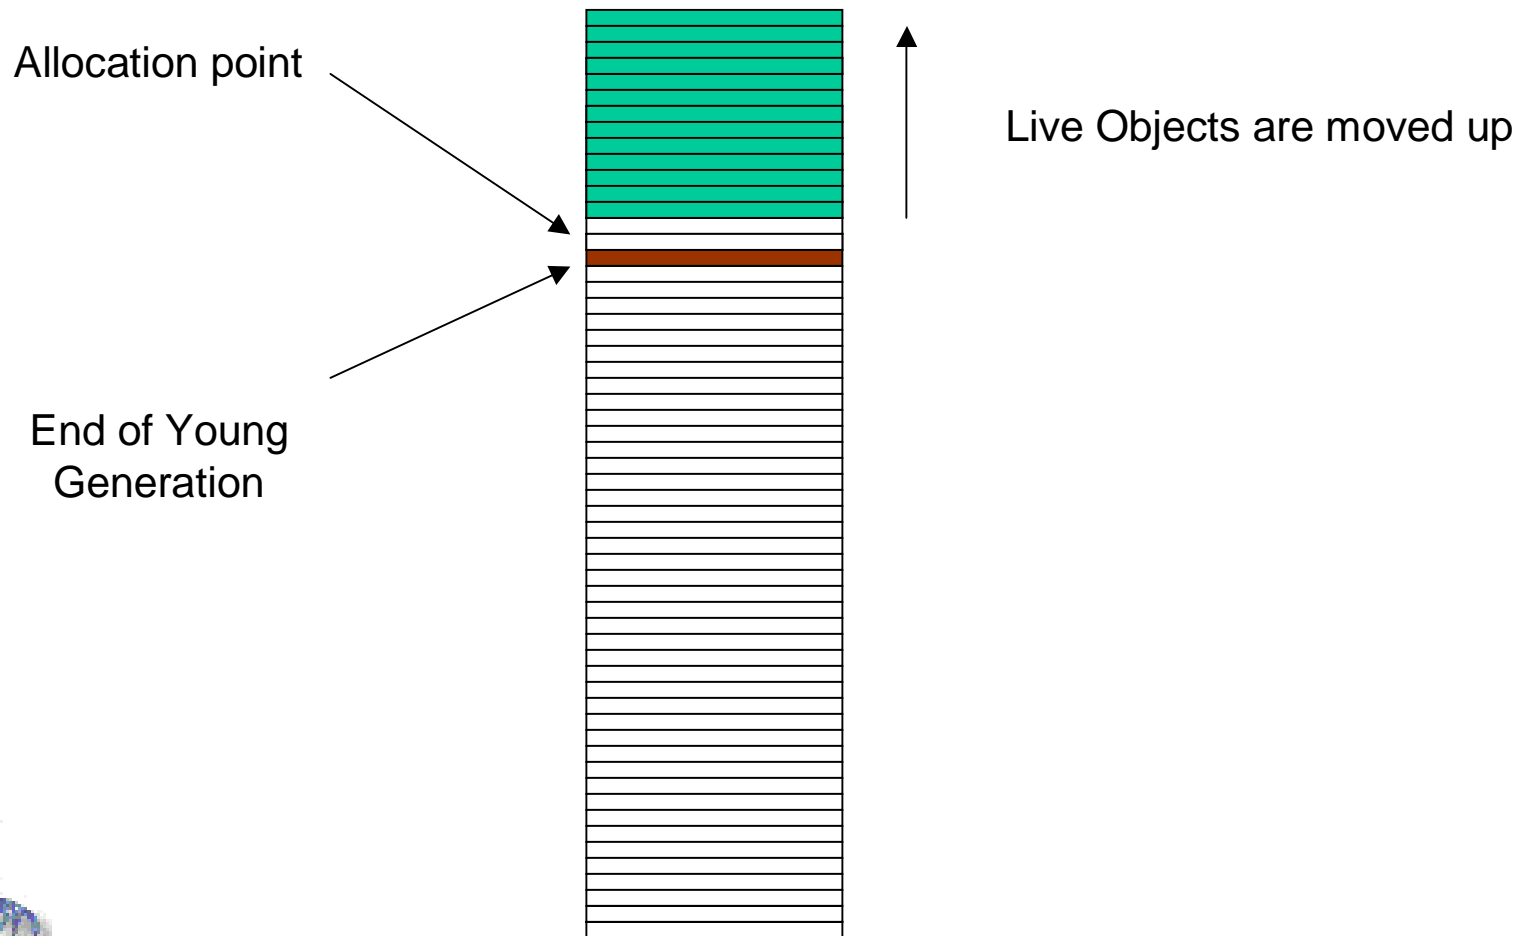 Allocation point
Live Objects are moved up
End of Young
Generation